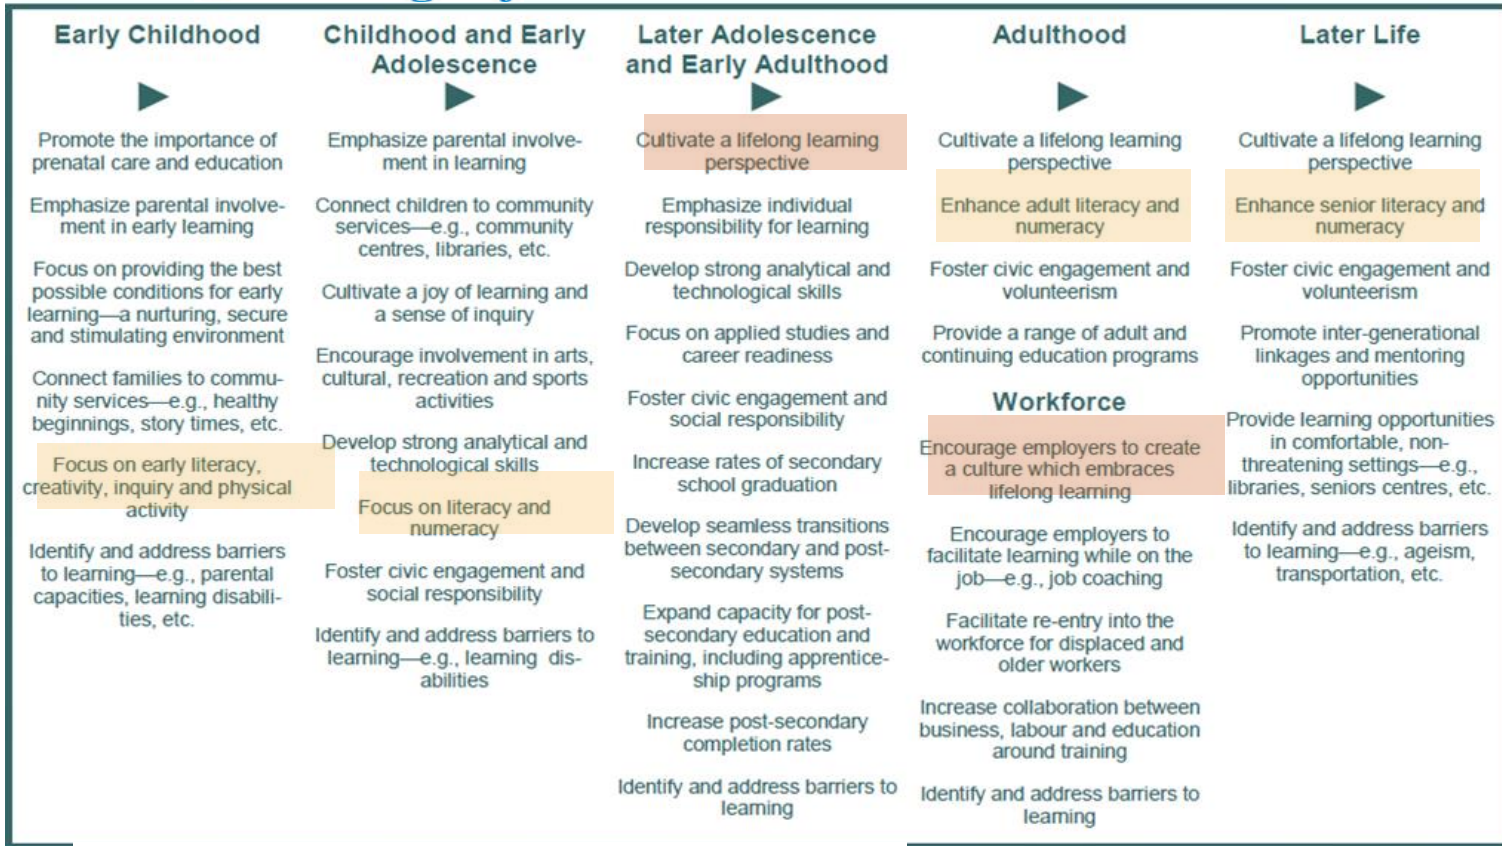 Early Childhood
Promote the importance of
prenatal care and education
Emphasize parental involve-
ment in early learning
Focus on providing the best
possible conditions for early
learning—a nurturing, secure
and stimulating environment
Connect families to commu-
nity services—e.g., healthy
beginnings, story times, etc.
Focus on early literacy,
creativity, inquiry and physical
activity
Identify and address barriers
to learning—e.g., parental
capacities, learning disabili-
ties, etc.
Childhood and Early
Adolescence
Emphasize parental involve-
ment in learning
Connect children to community
services—e.g., community
centres, libraries, etc.
Cultivate a joy of learning and
a sense of inquiry
Encourage involvement in arts,
cultural, recreation and sports
activities
Develop strong analytical and
technological skills
Focus on literacy and
numeracy
Foster civic engagement and
social responsibility
Identify and address barriers to
learning—e.g., learning dis-
abilities
Later Adolescence
and Early Adulthood
Cultivate a lifelong learning
perspective
Emphasize individual
responsibility for learning
Develop strong analytical and
technological skills
Focus on applied studies and
career readiness
Foster civic engagement and
social responsibility
Increase rates of secondary
school graduation
Develop seamless transitions
between secondary and post-
secondary systems
Expand capacity for post-
secondary education and
training, including apprentice-
ship programs
Increase post-secondary
completion rates
Identify and address barriers to
learning
Adulthood
Cultivate a lifelong learning
perspective
Enhance adult literacy and
numeracy
Foster civic engagement and
volunteerism
Provide a range of adult and
continuing education programs
Workforce
Encourage employers to create
a culture which embraces
lifelong learning
Encourage employers to
facilitate learning while on the
job—e.g., job coaching
Facilitate re-entry into the
workforce for displaced and
older workers
Increase collaboration between
business, labour and education
around training
Identify and address barriers to
learning
Later Life
Cultivate a lifelong learning
perspective
Enhance senior literacy and
numeracy
Foster civic engagement and
volunteerism
Promote inter-generational
linkages and mentoring
opportunities
Provide learning opportunities
in comfortable, non-
threatening settings—e.g.,
libraries, seniors centres, etc.
Identify and address barriers
to learning—e.g., ageism,
transportation, etc.